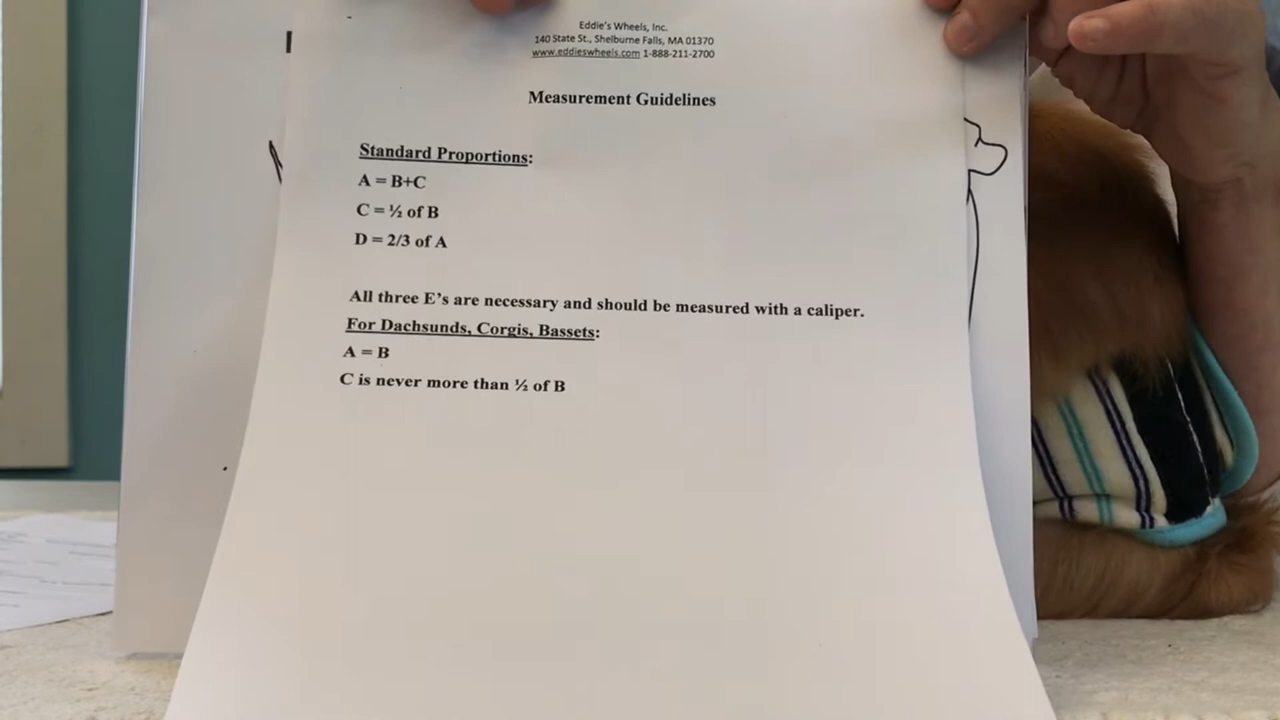 Eddie's Wheels, Inc.
140 State St., Shelburne Falls, MA 01370
www.eddieswheels.com 1-888-211-2700
Measurement Guidelines
Standard Proportions:
A = B+C
C = ½ of B
D = 2/3 of A
All three E's are necessary and should be measured with a caliper.
For Dachsunds, Corgis, Bassets:
A = B
C is never more than ½ of B